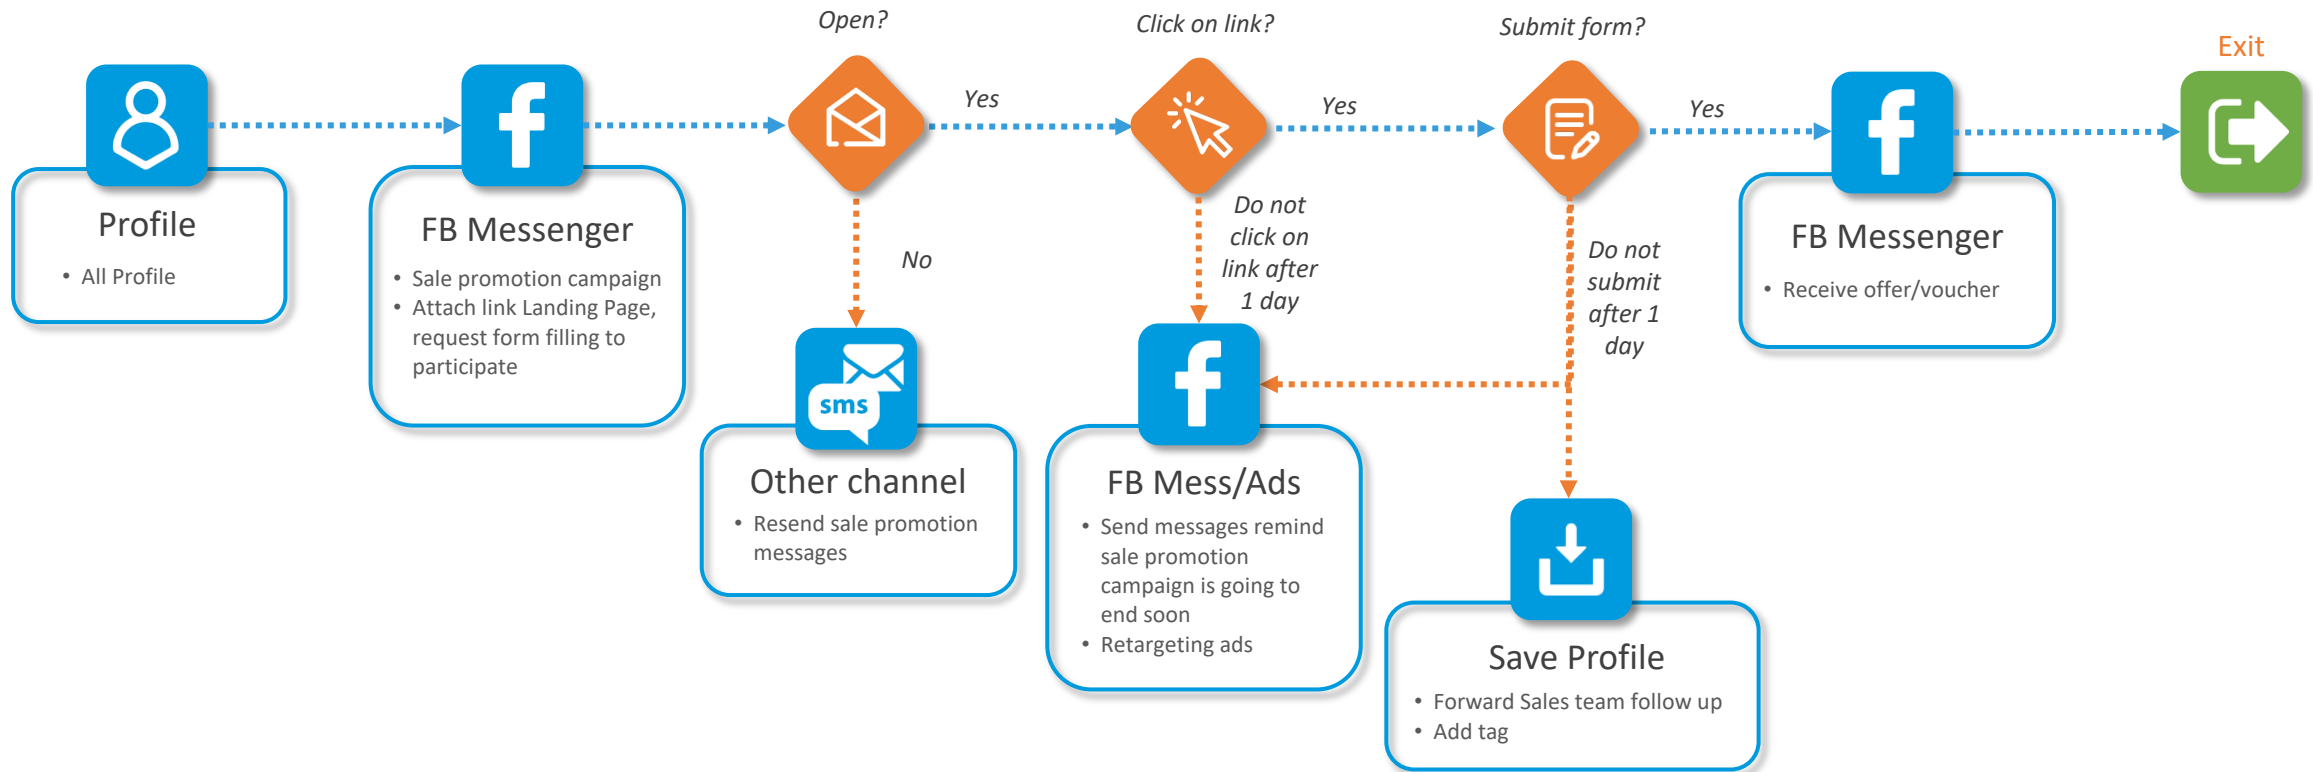 Open?
Click on link?
Submit form?
Exit
Yes
Yes
Yes
Profile
• All Profile
FB Messenger
• Sale promotion campaign
• Attach link Landing Page,
request form filling to
participate
No
Do not
click on
link after
1 day
Do not
submit
after 1
day
FB Messenger
• Receive offer/voucher
sms
Other channel
• Resend sale promotion
messages
FB Mess/Ads
• Send messages remind
sale promotion
campaign is going to
end soon
• Retargeting ads
Save Profile
• Forward Sales team follow up
• Add tag